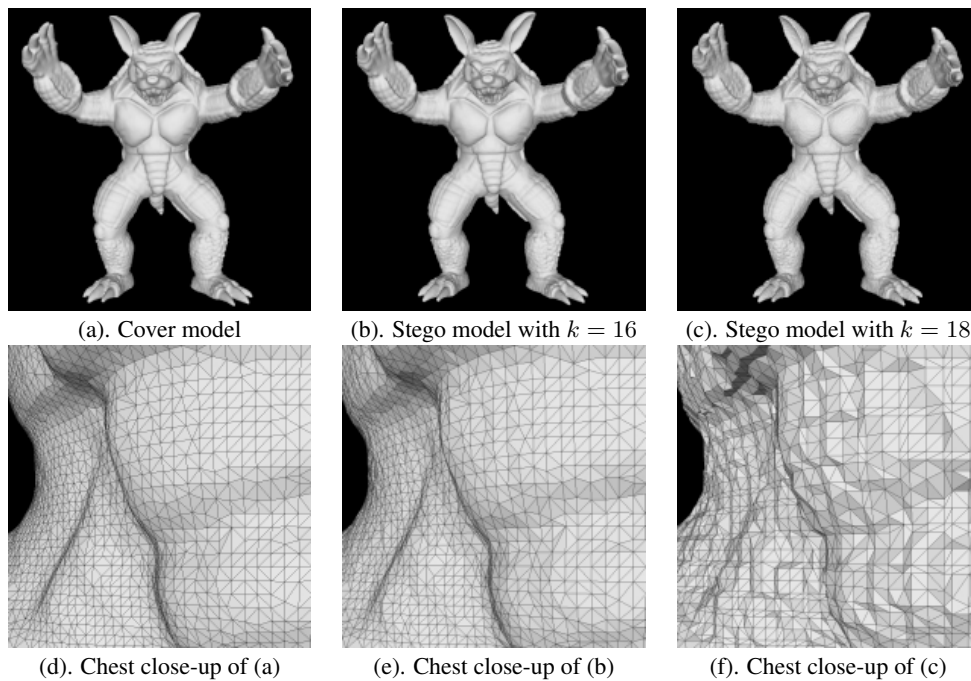 (a). Cover model
(b). Stego model with k = 16
(c). Stego model with k = 18
(d). Chest close-up of (a)
(e). Chest close-up of (b)
(f). Chest close-up of (c)